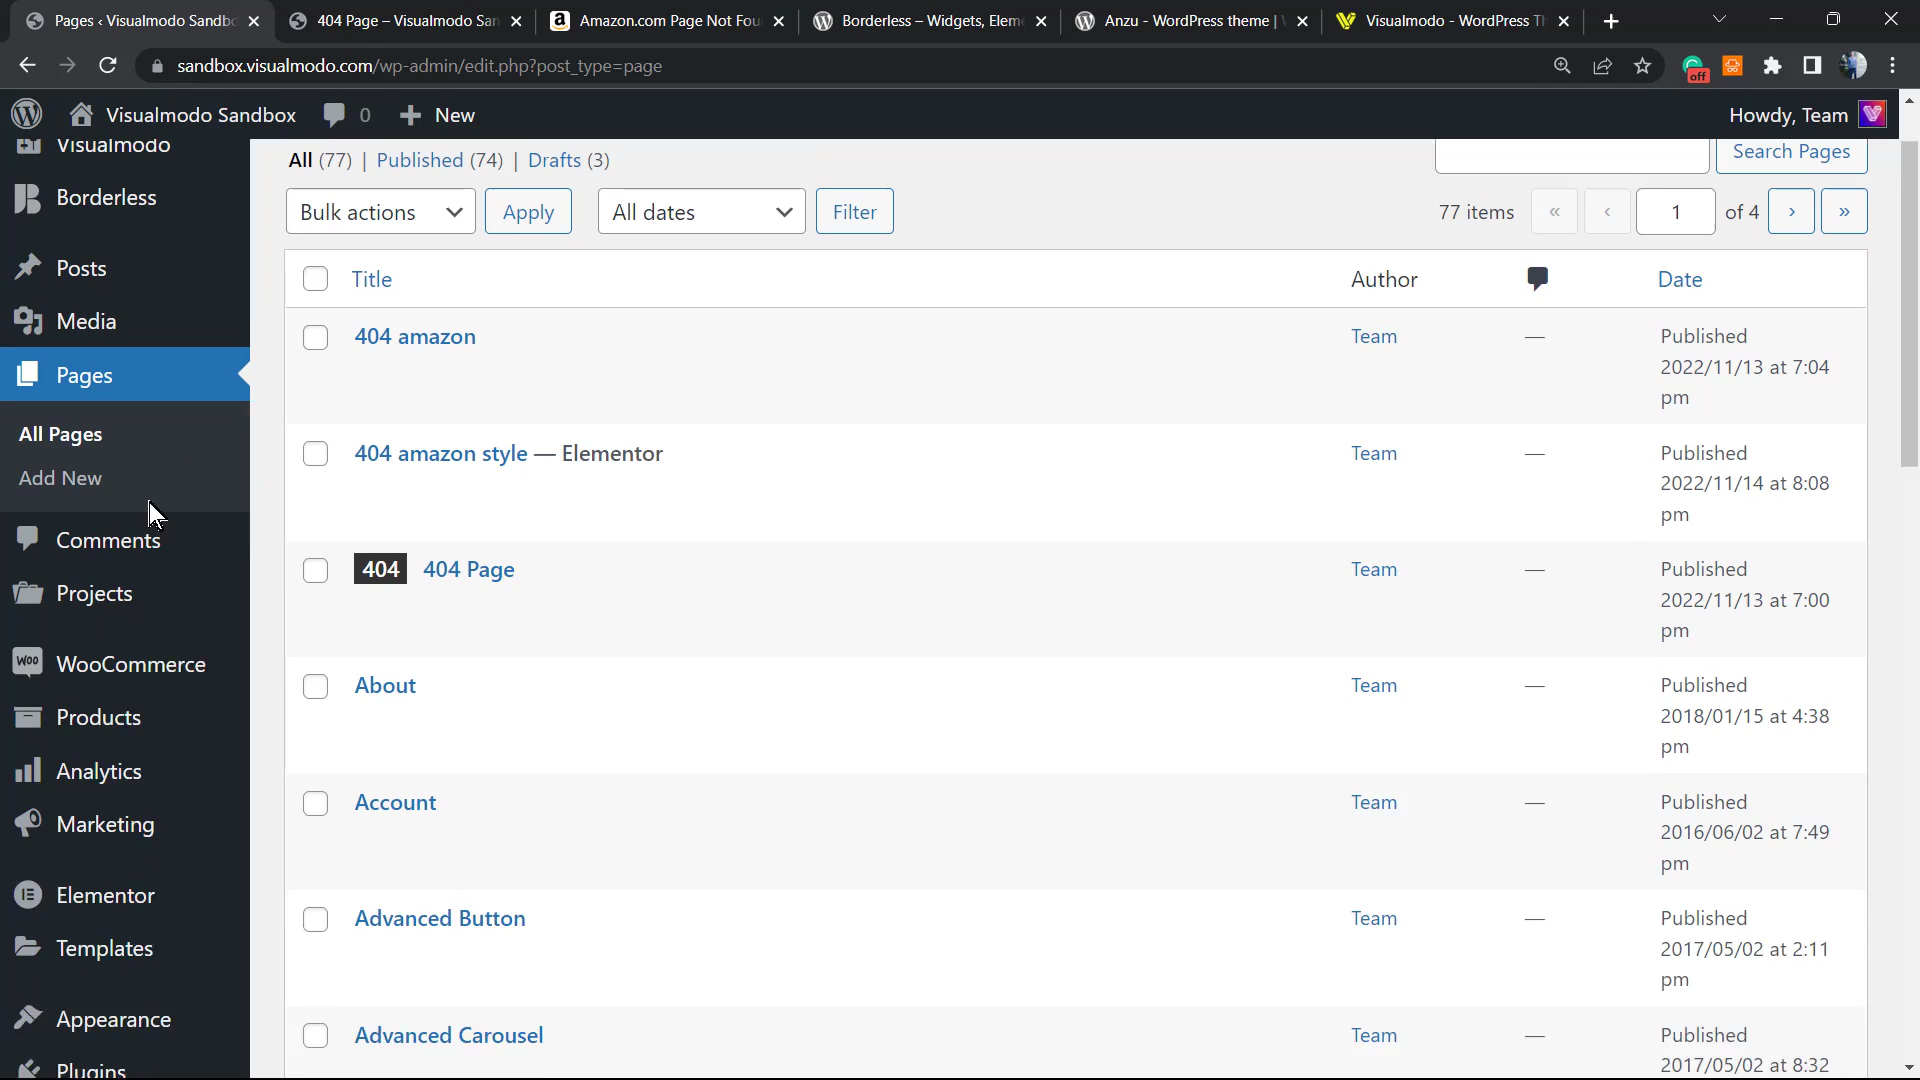 Pages ‹ Visualmodo Sandbo
404 Page – Visualmodo San
Amazon.com Page Not Fou
Borderless – Widgets, Elem
Anzu - WordPress theme |
Visualmodo - WordPress Th
sandbox.visualmodo.com/wp-admin/edit.php?post_type=page
off
Visualmodo Sandbox
0
New
Howdy, Team
Visualmodo
Borderless
Posts
Media
Pages
All Pages
Add New
Comments
Projects
WooCommerce
Products
Analytics
Marketing
Elementor
Templates
Appearance
Plugins
All (77) | Published (74) | Drafts (3)
Search Pages
Bulk actions
Apply
All dates
Filter
77 items
«
‹
1
of 4
›
»
Title
Author
Date
404 amazon
Team
—
Published
2022/11/13 at 7:04
pm
404 amazon style — Elementor
Team
—
Published
2022/11/14 at 8:08
pm
404 404 Page
Team
—
Published
2022/11/13 at 7:00
pm
About
Team
—
Published
2018/01/15 at 4:38
pm
Account
Team
—
Published
2016/06/02 at 7:49
pm
Advanced Button
Team
—
Published
2017/05/02 at 2:11
pm
Advanced Carousel
Team
—
Published
2017/05/02 at 8:32